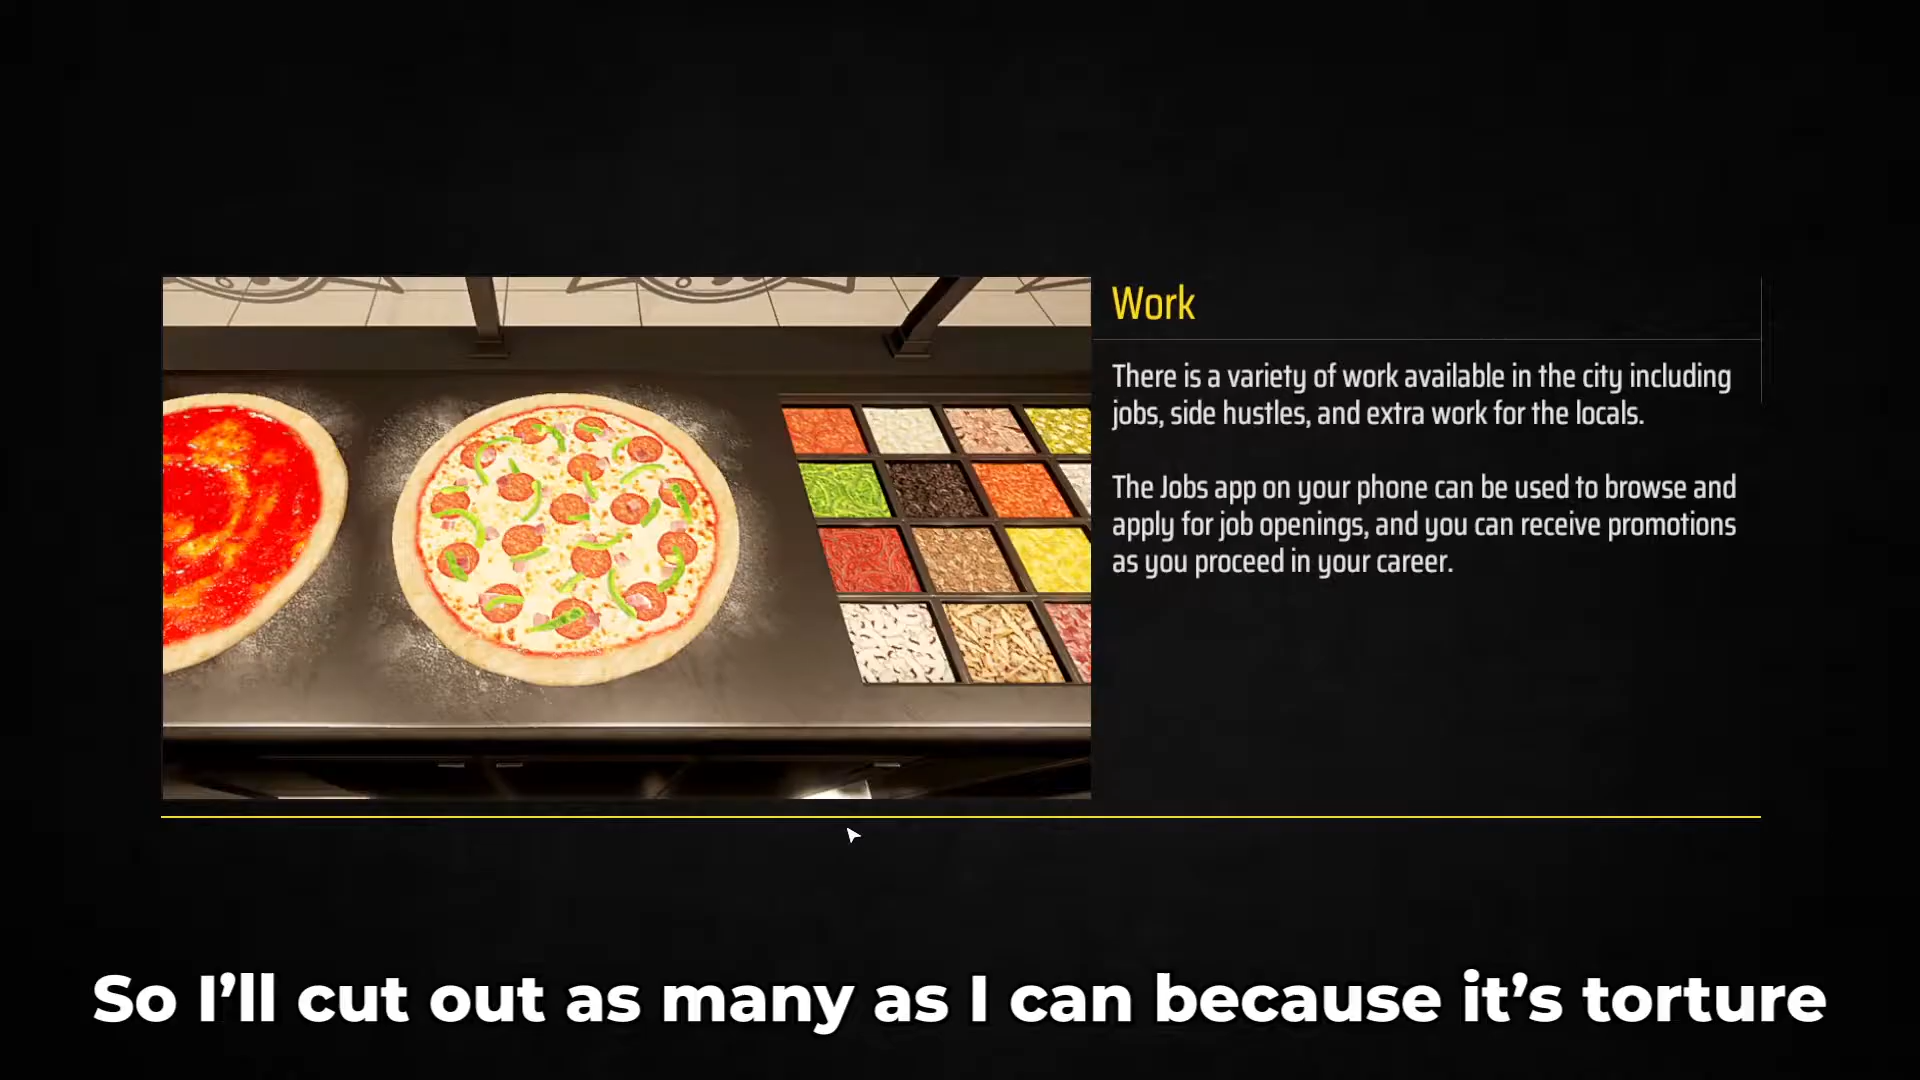 Work
There is a variety of work available in the city including
jobs, side hustles, and extra work for the locals.
The Jobs app on your phone can be used to browse and
apply for job openings, and you can receive promotions
as you proceed in your career.
So I’ll cut out as many as I can because it’s torture